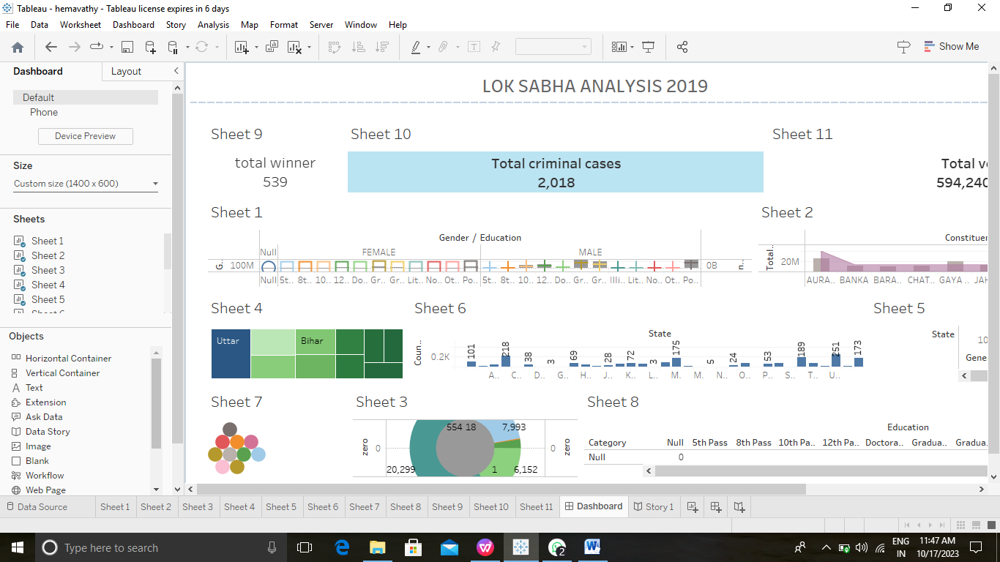 Tableau - hemavathy - Tableau license expires in 6 days
File Data Worksheet Dashboard Story Analysis Map Format Server Window Help
Show Me
Dashboard Layout
Default
Phone
Device Preview
Size
Custom size (1400 x 600)
Sheets
Sheet 1
Sheet 2
Sheet 3
Sheet 4
Sheet 5
Objects
Horizontal Container
Vertical Container
Text
Extension
Ask Data
Data Story
Image
Blank
Workflow
Web Page
LOK SABHA ANALYSIS 2019
Sheet 9
total winner
539
Sheet 10
Total criminal cases
2,018
Sheet 11
Total v
594,240
Sheet 1
Gender / Education
Null FEMALE MALE
G.. 100M 0B n..
Null 5t.. 8t.. 10.. 12.. Do.. Gr.. Gr.. Lit.. No.. Ot.. Po.. 5t.. 8t.. 10.. 12.. Do.. Gr.. Gr.. Illi.. Lit.. No.. Ot.. Po..
Sheet 2
Constituen
Total..
20M
AURA.. BANKA BARA.. CHAT.. GAYA .. JAH
Sheet 4
Uttar Bihar
Sheet 6
State
Coun..
0.2K
101 218 38 3 69 28 72 3 175 5 24 53 189 251 173
A.. C.. D.. G.. H.. J.. K.. L.. M.. M.. N.. O.. P.. S.. T.. U..
Sheet 5
State
10
Gene
Sheet 7
Sheet 3
554 18 7,993
zero 0 0 zero
20,299 1 6,152
Sheet 8
Education
Category Null 5th Pass 8th Pass 10th Pa.. 12th Pa.. Doctora.. Gradua.. Gradua.
Null 0
Data Source Sheet 1 Sheet 2 Sheet 3 Sheet 4 Sheet 5 Sheet 6 Sheet 7 Sheet 8 Sheet 9 Sheet 10 Sheet 11 Dashboard Story 1
Type here to search
2
ENG
IN
11:47 AM
10/17/2023